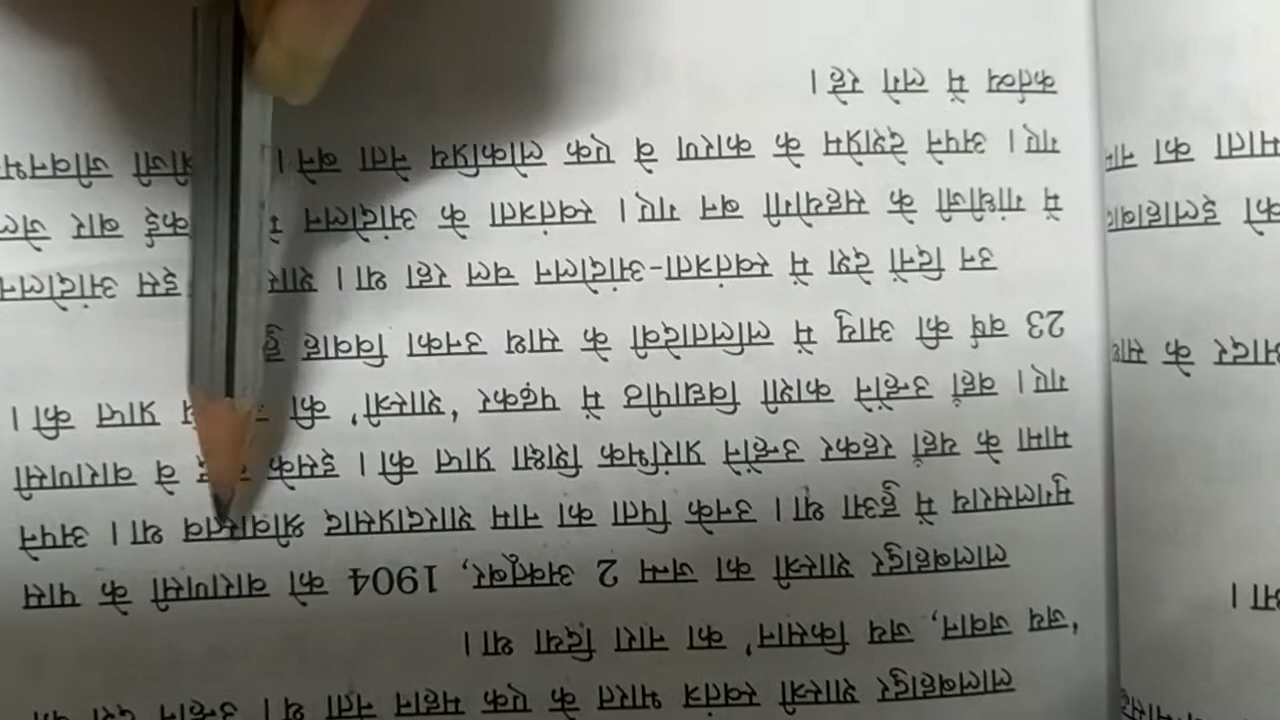 लालबहादुर शास्त्री स्वतंत्र भारत के एक महान नेता थे। उन्होंने
'जय जवान, जय किसान' का नारा दिया था।
लालबहादुर शास्त्री का जन्म 2 अक्तूबर, 1904 को वाराणसी के पास
मुगलसराय में हुआ था। उनके पिता का नाम शारदाप्रसाद श्रीवास्तव था। अपने
मामा के यहाँ रहकर उन्होंने प्रारंभिक शिक्षा प्राप्त की। इसके वे वाराणसी
गए। वहाँ उन्होंने काशी विद्यापीठ में पढ़कर 'शास्त्री' की प्राप्त की।
23 वर्ष की आयु में ललितादेवी के साथ उनका विवाह
उन दिनों देश में स्वतंत्रता-आंदोलन चल रहा था। इस आंदोलन
में गांधीजी के सहयोगी बन गए। स्वतंत्रता के आंदोलन कई बार जेल
गए। अपने देशप्रेम के कारण वे एक लोकप्रिय नेता बने।
कर्तव्य में लगे रहे।
आ।
आदर के साथ
को इलाहाबाद
माता का